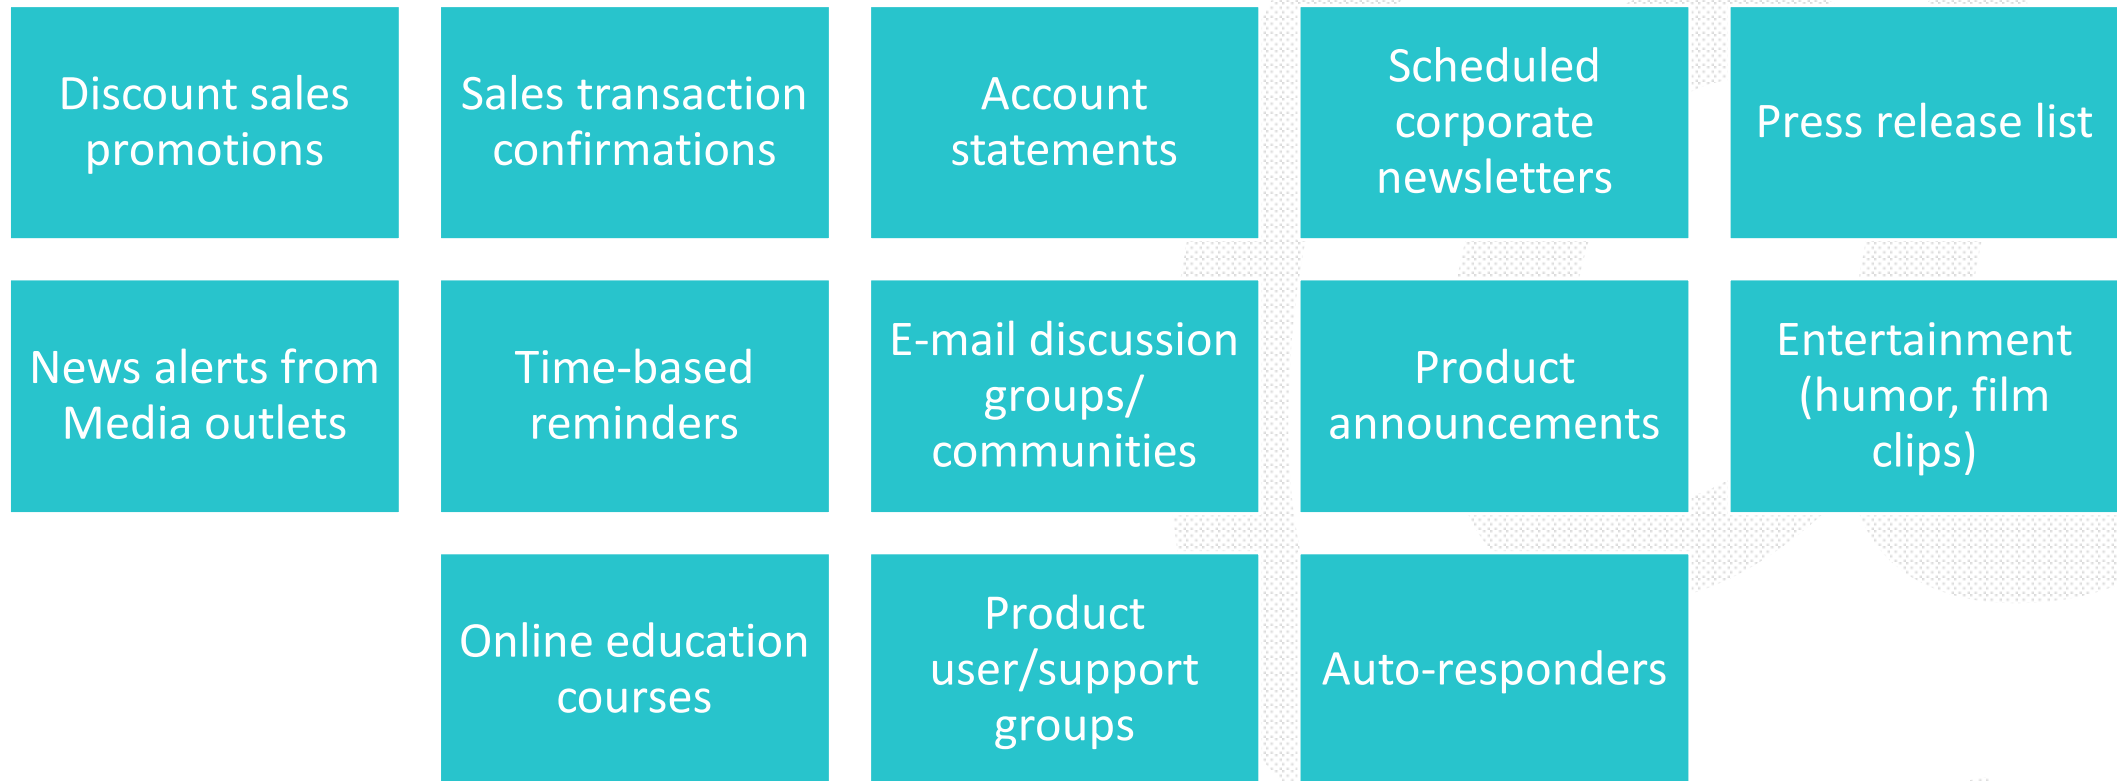 Discount sales
promotions
Sales transaction
confirmations
Account
statements
Scheduled
corporate
newsletters
Press release list
News alerts from
Media outlets
Time-based
reminders
E-mail discussion
groups/
communities
Product
announcements
Entertainment
(humor, film
clips)
Online education
courses
Product
user/support
groups
Auto-responders